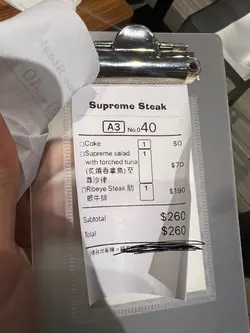 Supreme Steak
A3 No.040
□Coke 1 $0
□Supreme salad 1
with torched tuna $70
(炙燒吞拿魚) 至
尊沙律
□Ribeye Steak 肋 1 $190
眼牛排
Subtotal $260
Total $260